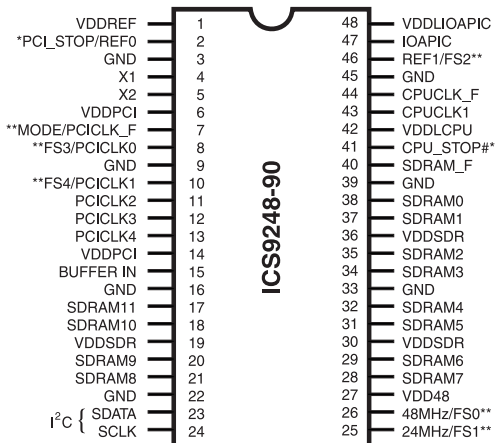 VDDREF 1 48 VDDLIOAPIC
*PCI_STOP/REF0 2 47 IOAPIC
GND 3 46 REF1/FS2**
X1 4 45 GND
X2 5 44 CPUCLK_F
VDDPCI 6 43 CPUCLK1
**MODE/PCICLK_F 7 42 VDDLCPU
**FS3/PCICLK0 8 41 CPU_STOP#*
GND 9 40 SDRAM_F
**FS4/PCICLK1 10 39 GND
PCICLK2 11 38 SDRAM0
PCICLK3 12 37 SDRAM1
PCICLK4 13 36 VDDSDR
VDDPCI 14 35 SDRAM2
BUFFER IN 15 34 SDRAM3
GND 16 33 GND
SDRAM11 17 32 SDRAM4
SDRAM10 18 31 SDRAM5
VDDSDR 19 30 VDDSDR
SDRAM9 20 29 SDRAM6
SDRAM8 21 28 SDRAM7
GND 22 27 VDD48
I²C { SDATA 23 26 48MHz/FS0**
SCLK 24 25 24MHz/FS1**
ICS9248-90